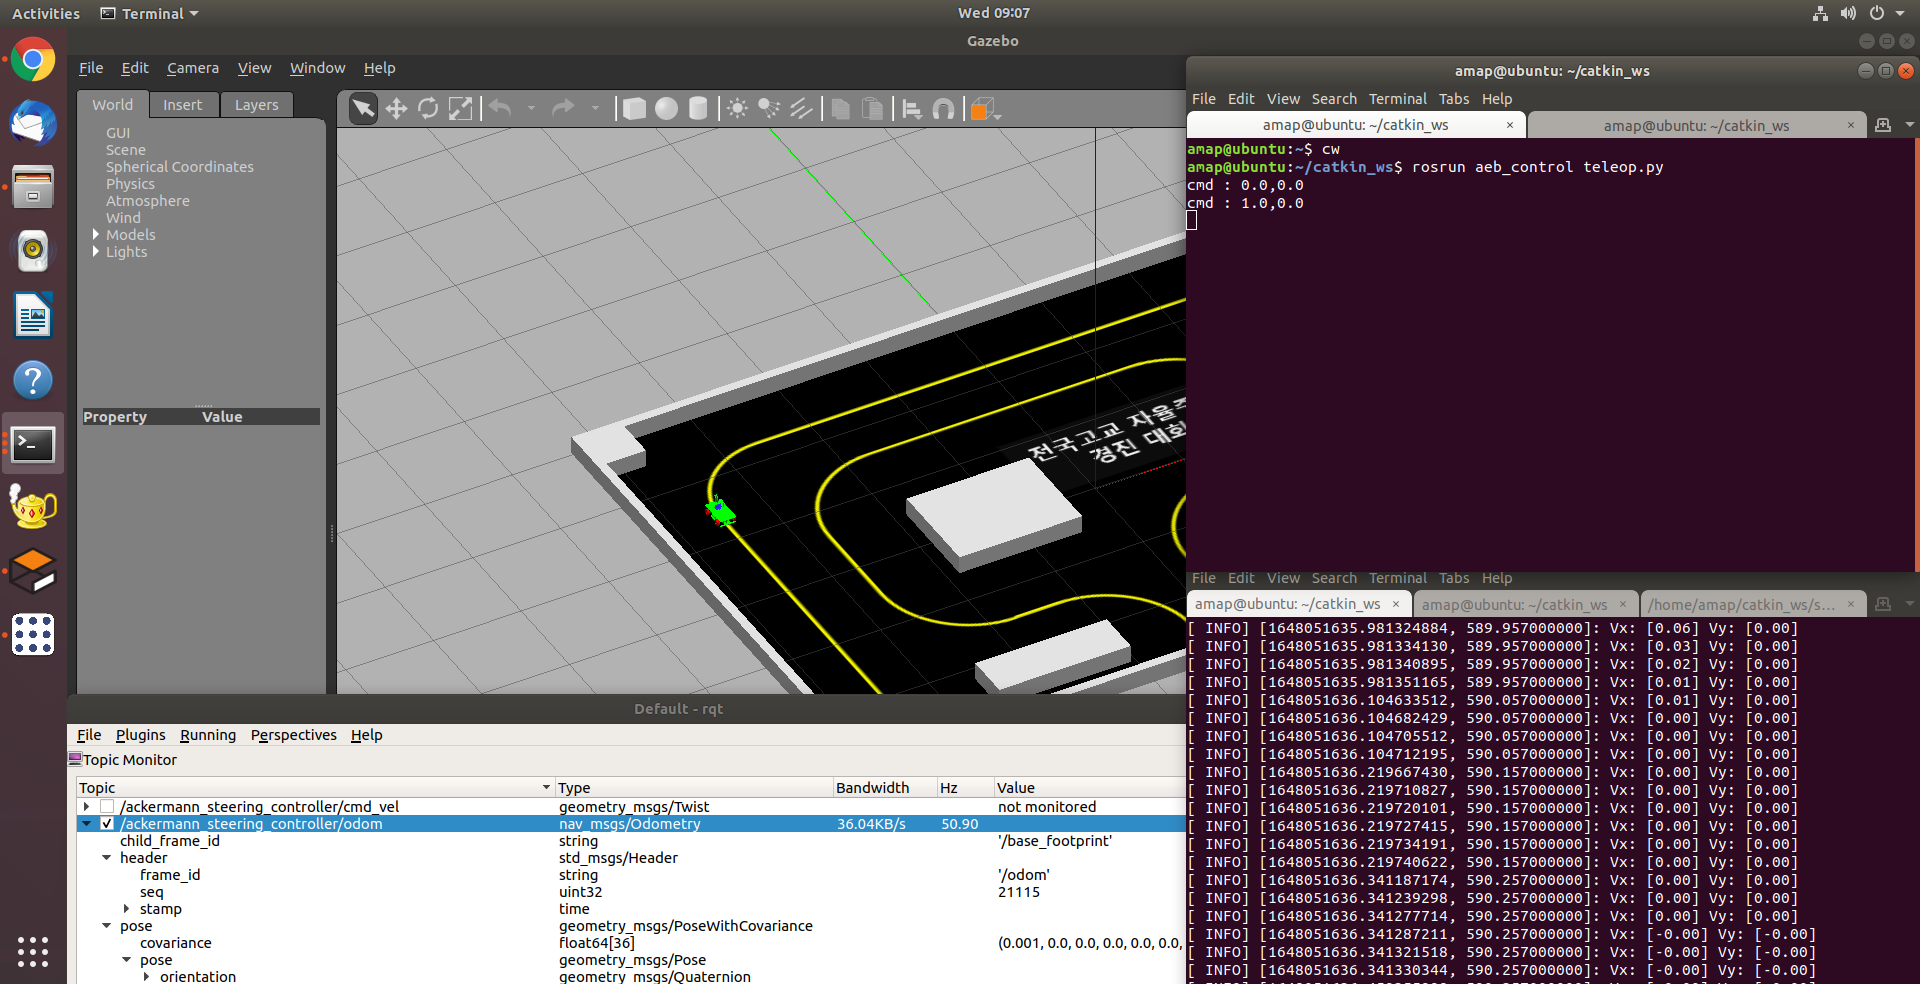 Activities
Terminal
Wed 09:07
Gazebo
File Edit Camera View Window Help
World Insert Layers
GUI
Scene
Spherical Coordinates
Physics
Atmosphere
Wind
Models
Lights
Property Value
전국고교 자율주
경진 대회
amap@ubuntu: ~/catkin_ws
File Edit View Search Terminal Tabs Help
amap@ubuntu: ~/catkin_ws × amap@ubuntu: ~/catkin_ws ×
amap@ubuntu:~$ cw
amap@ubuntu:~/catkin_ws$ rosrun aeb_control teleop.py
cmd : 0.0,0.0
cmd : 1.0,0.0
File Edit View Search Terminal Tabs Help
amap@ubuntu: ~/catkin_ws × amap@ubuntu: ~/catkin_ws × /home/amap/catkin_ws/s... ×
[ INFO] [1648051635.981324884, 589.957000000]: Vx: [0.06] Vy: [0.00]
[ INFO] [1648051635.981334130, 589.957000000]: Vx: [0.03] Vy: [0.00]
[ INFO] [1648051635.981340895, 589.957000000]: Vx: [0.02] Vy: [0.00]
[ INFO] [1648051635.981351165, 589.957000000]: Vx: [0.01] Vy: [0.00]
[ INFO] [1648051636.104633512, 590.057000000]: Vx: [0.01] Vy: [0.00]
[ INFO] [1648051636.104682429, 590.057000000]: Vx: [0.00] Vy: [0.00]
[ INFO] [1648051636.104705512, 590.057000000]: Vx: [0.00] Vy: [0.00]
[ INFO] [1648051636.104712195, 590.057000000]: Vx: [0.00] Vy: [0.00]
[ INFO] [1648051636.219667430, 590.157000000]: Vx: [0.00] Vy: [0.00]
[ INFO] [1648051636.219710827, 590.157000000]: Vx: [0.00] Vy: [0.00]
[ INFO] [1648051636.219720101, 590.157000000]: Vx: [0.00] Vy: [0.00]
[ INFO] [1648051636.219727415, 590.157000000]: Vx: [0.00] Vy: [0.00]
[ INFO] [1648051636.219734191, 590.157000000]: Vx: [0.00] Vy: [0.00]
[ INFO] [1648051636.219740622, 590.157000000]: Vx: [0.00] Vy: [0.00]
[ INFO] [1648051636.341187174, 590.257000000]: Vx: [0.00] Vy: [0.00]
[ INFO] [1648051636.341239298, 590.257000000]: Vx: [0.00] Vy: [0.00]
[ INFO] [1648051636.341277714, 590.257000000]: Vx: [0.00] Vy: [0.00]
[ INFO] [1648051636.341287211, 590.257000000]: Vx: [-0.00] Vy: [-0.00]
[ INFO] [1648051636.341321518, 590.257000000]: Vx: [-0.00] Vy: [-0.00]
[ INFO] [1648051636.341330344, 590.257000000]: Vx: [-0.00] Vy: [-0.00]
Default - rqt
File Plugins Running Perspectives Help
Topic Monitor
Topic Type Bandwidth Hz Value
/ackermann_steering_controller/cmd_vel geometry_msgs/Twist not monitored
/ackermann_steering_controller/odom nav_msgs/Odometry 36.04KB/s 50.90
child_frame_id string '/base_footprint'
header std_msgs/Header
frame_id string '/odom'
seq uint32 21115
stamp time
pose geometry_msgs/PoseWithCovariance
covariance float64[36] (0.001, 0.0, 0.0, 0.0, 0.0, 0.0,
pose geometry_msgs/Pose
orientation geometry_msgs/Quaternion